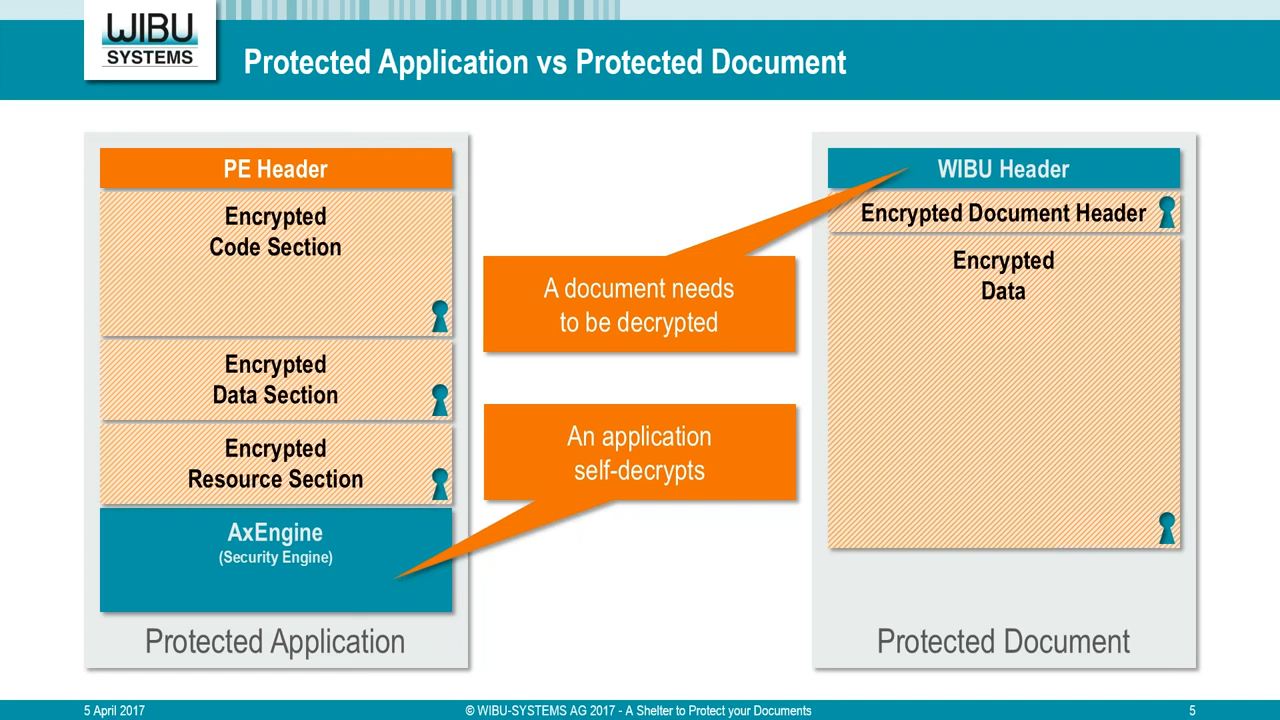 WIBU
SYSTEMS
Protected Application vs Protected Document
PE Header
Encrypted
Code Section
Encrypted
Data Section
Encrypted
Resource Section
AxEngine
(Security Engine)
Protected Application
A document needs
to be decrypted
An application
self-decrypts
WIBU Header
Encrypted Document Header
Encrypted
Data
Protected Document
5 April 2017
© WIBU-SYSTEMS AG 2017 - A Shelter to Protect your Documents
5